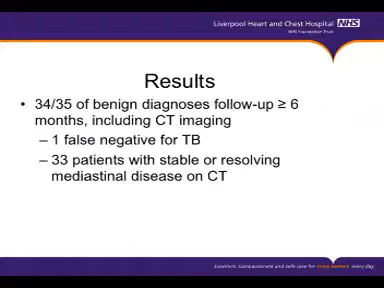 Liverpool Heart and Chest Hospital NHS
NHS Foundation Trust
Results
• 34/35 of benign diagnoses follow-up ≥ 6
months, including CT imaging
– 1 false negative for TB
– 33 patients with stable or resolving
mediastinal disease on CT
Excellent, Compassionate and Safe care for every patient, every day